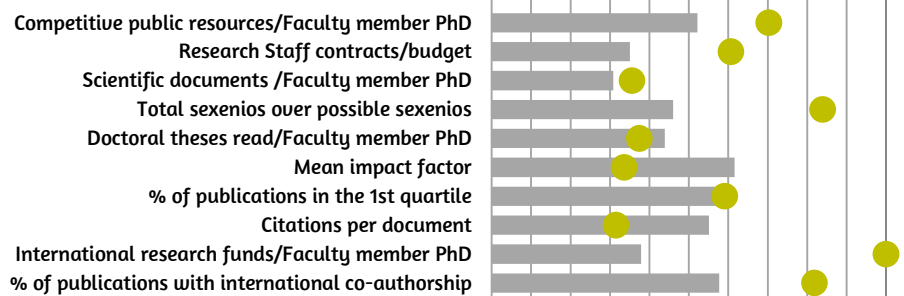 Competitive public resources/Faculty member PhD
Research Staff contracts/budget
Scientific documents /Faculty member PhD
Total sexenios over possible sexenios
Doctoral theses read/Faculty member PhD
Mean impact factor
% of publications in the 1st quartile
Citations per document
International research funds/Faculty member PhD
% of publications with international co-authorship